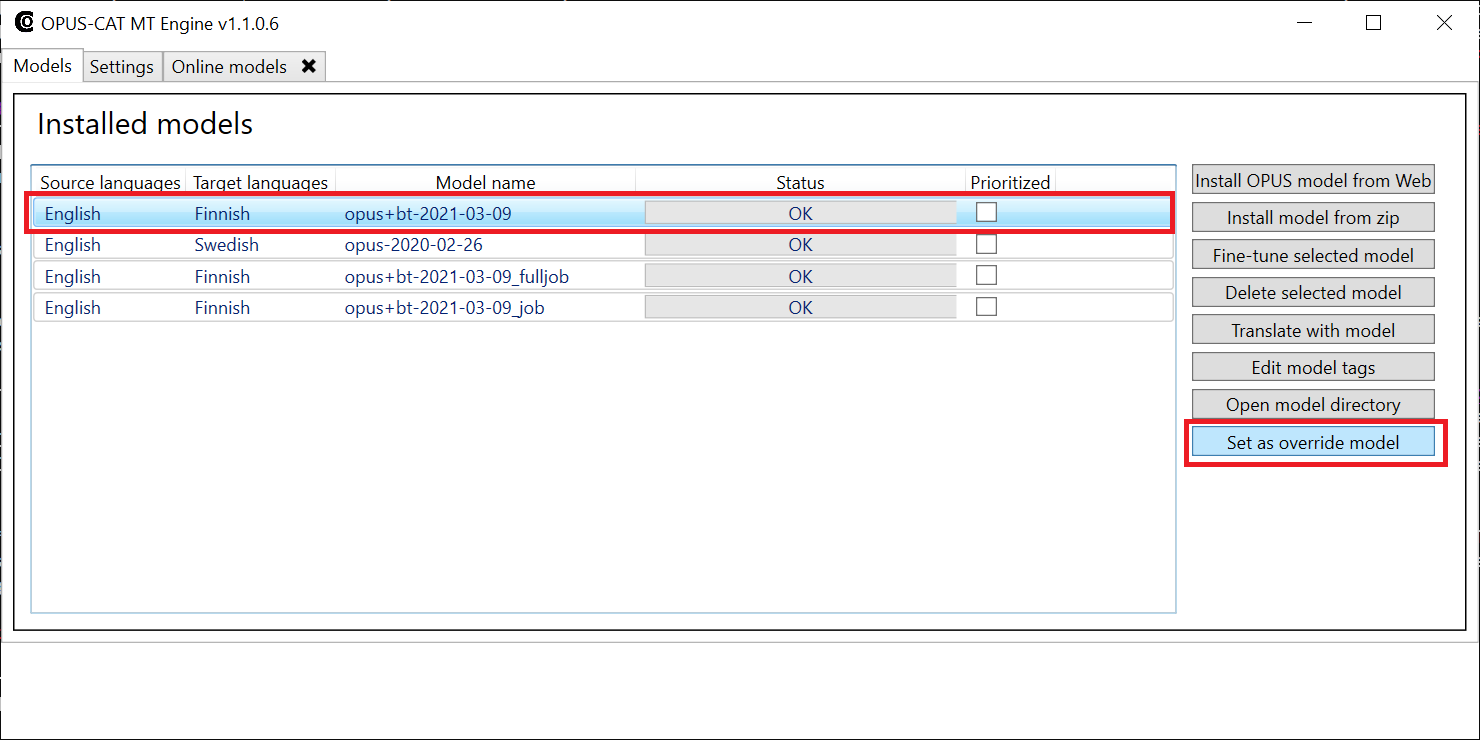 OPUS-CAT MT Engine v1.1.0.6
Models Settings Online models
Installed models
Source languages Target languages Model name Status Prioritized
English Finnish opus+bt-2021-03-09 OK
English Swedish opus-2020-02-26 OK
English Finnish opus+bt-2021-03-09_fulljob OK
English Finnish opus+bt-2021-03-09_job OK
Install OPUS model from Web
Install model from zip
Fine-tune selected model
Delete selected model
Translate with model
Edit model tags
Open model directory
Set as override model